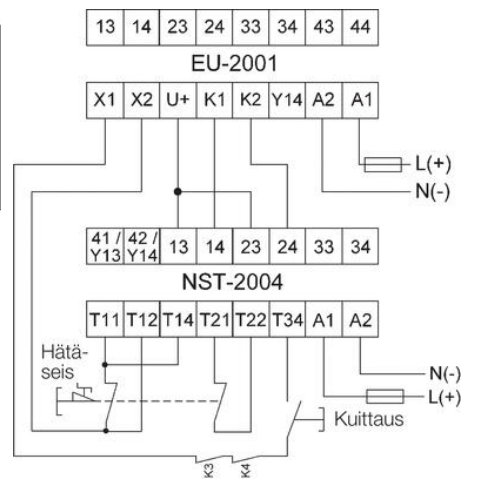 13 14 23 24 33 34 43 44
EU-2001
X1 X2 U+ K1 K2 Y14 A2 A1
L(+)
N(-)
41 / Y13 42 / Y14 13 14 23 24 33 34
NST-2004
T11 T12 T14 T21 T22 T34 A1 A2
Hätä-
seis
N(-)
L(+)
Kuittaus
K3 K4